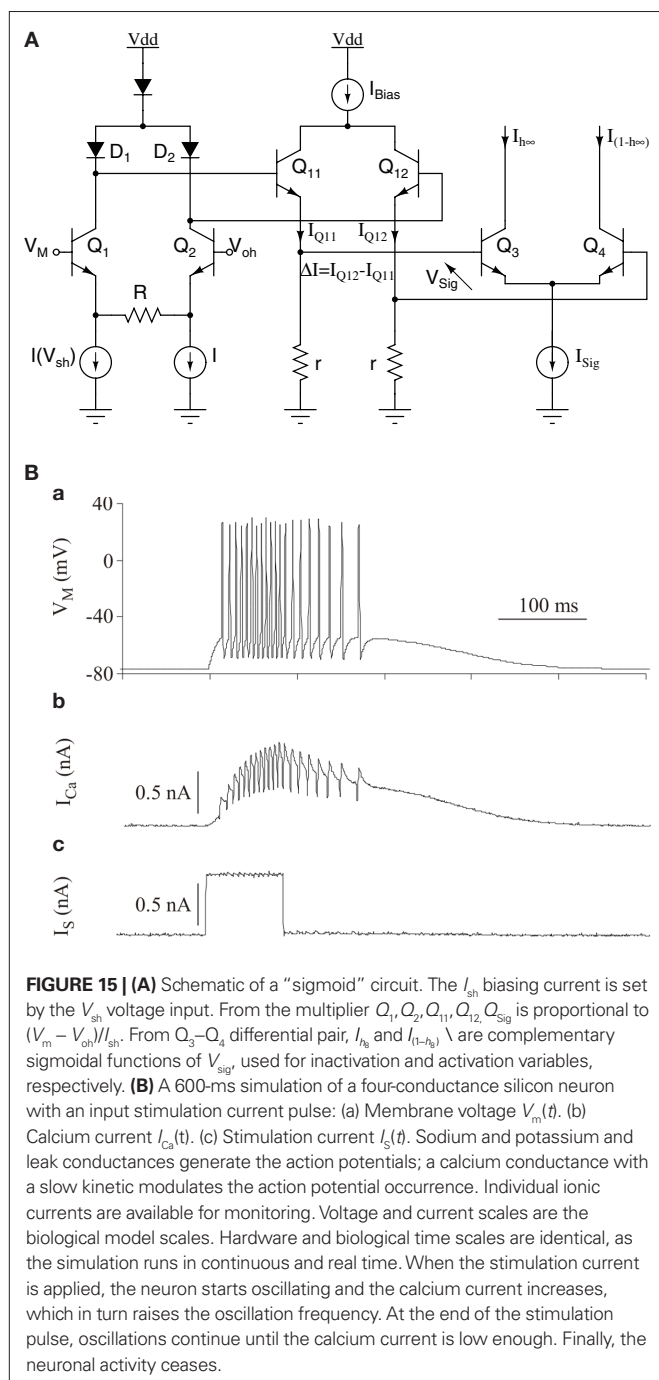 A
Vdd
Vdd
I_Bias
I_h∞
I_(1-h∞)
D_1
D_2
Q_11
Q_12
V_M
Q_1
Q_2
V_oh
I_Q11
I_Q12
Q_3
Q_4
ΔI=I_Q12-I_Q11
V_Sig
R
I(V_sh)
I
r
r
I_Sig
B
a
40
0
-40
-80
V_M (mV)
100 ms
b
I_Ca (nA)
0.5 nA
c
I_S (nA)
0.5 nA
FIGURE 15 | (A) Schematic of a “sigmoid” circuit. The I_sh biasing current is set
by the V_sh voltage input. From the multiplier Q_1, Q_2, Q_11, Q_12, Q_Sig is proportional to
(V_m – V_oh)/I_sh. From Q_3–Q_4 differential pair, I_h_8 and I_(1–h_8) \ are complementary
sigmoidal functions of V_sig, used for inactivation and activation variables,
respectively. (B) A 600-ms simulation of a four-conductance silicon neuron
with an input stimulation current pulse: (a) Membrane voltage V_m(t). (b)
Calcium current I_Ca(t). (c) Stimulation current I_S(t). Sodium and potassium and
leak conductances generate the action potentials; a calcium conductance with
a slow kinetic modulates the action potential occurrence. Individual ionic
currents are available for monitoring. Voltage and current scales are the
biological model scales. Hardware and biological time scales are identical, as
the simulation runs in continuous and real time. When the stimulation current
is applied, the neuron starts oscillating and the calcium current increases,
which in turn raises the oscillation frequency. At the end of the stimulation
pulse, oscillations continue until the calcium current is low enough. Finally, the
neuronal activity ceases.